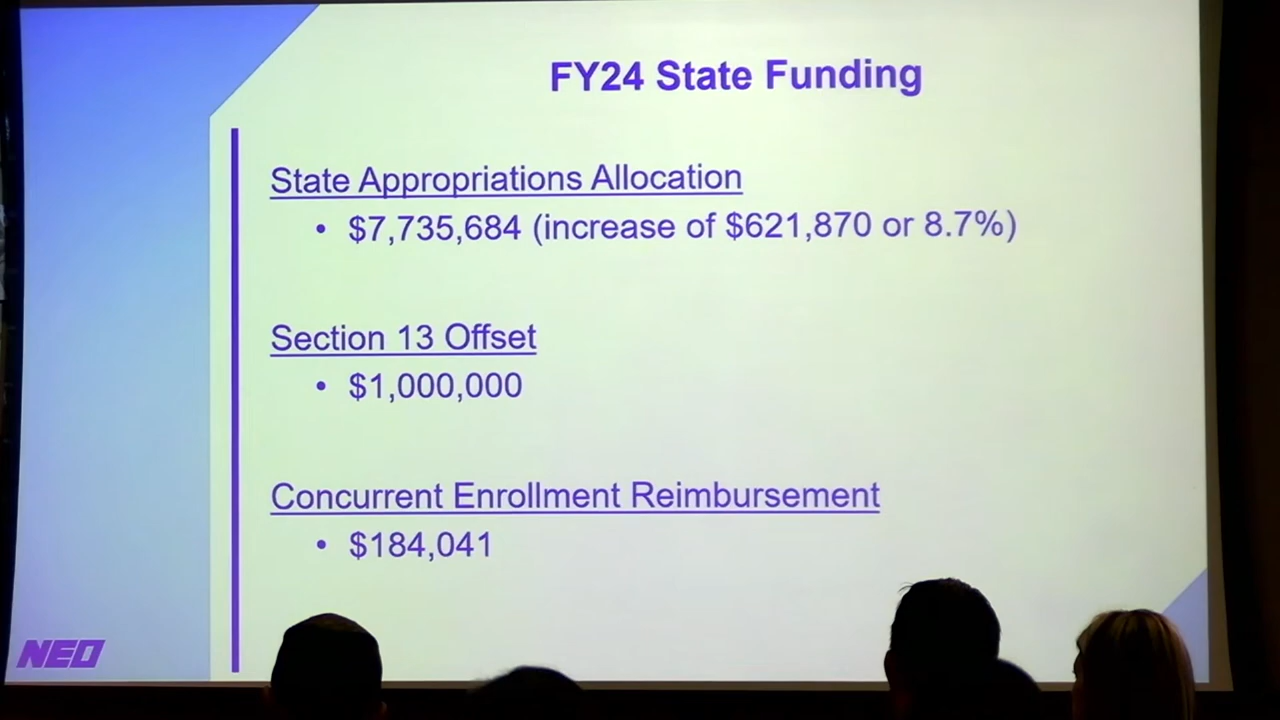 FY24 State Funding
State Appropriations Allocation
• $7,735,684 (increase of $621,870 or 8.7%)
Section 13 Offset
• $1,000,000
Concurrent Enrollment Reimbursement
• $184,041
NEO